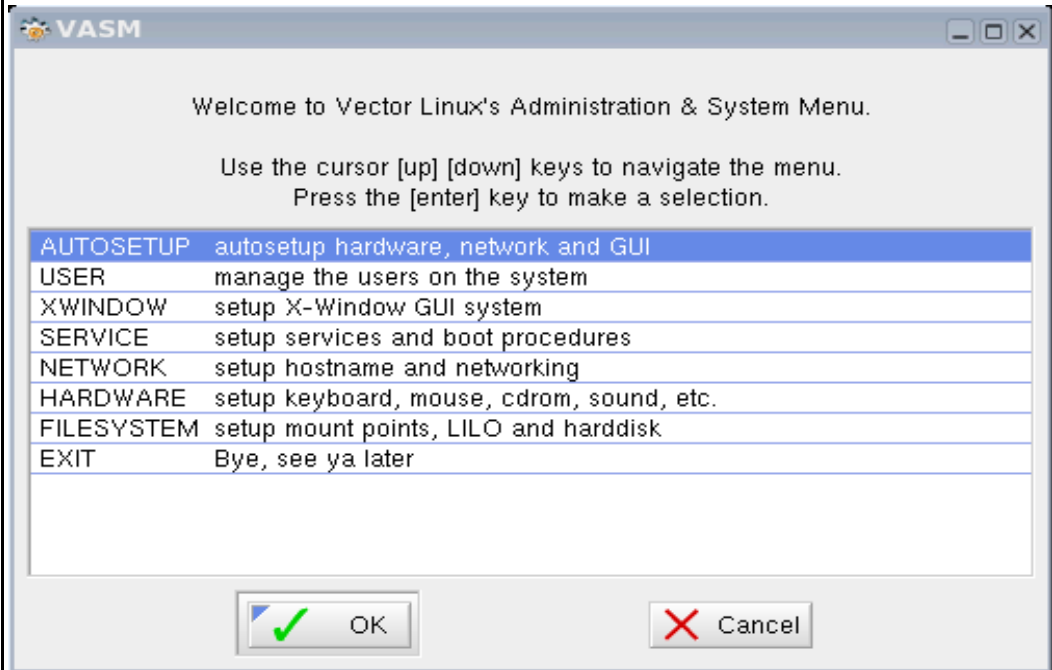 VASM
Welcome to Vector Linux's Administration & System Menu.
Use the cursor [up] [down] keys to navigate the menu.
Press the [enter] key to make a selection.
AUTOSETUP autosetup hardware, network and GUI
USER manage the users on the system
XWINDOW setup X-Window GUI system
SERVICE setup services and boot procedures
NETWORK setup hostname and networking
HARDWARE setup keyboard, mouse, cdrom, sound, etc.
FILESYSTEM setup mount points, LILO and harddisk
EXIT Bye, see ya later
OK Cancel